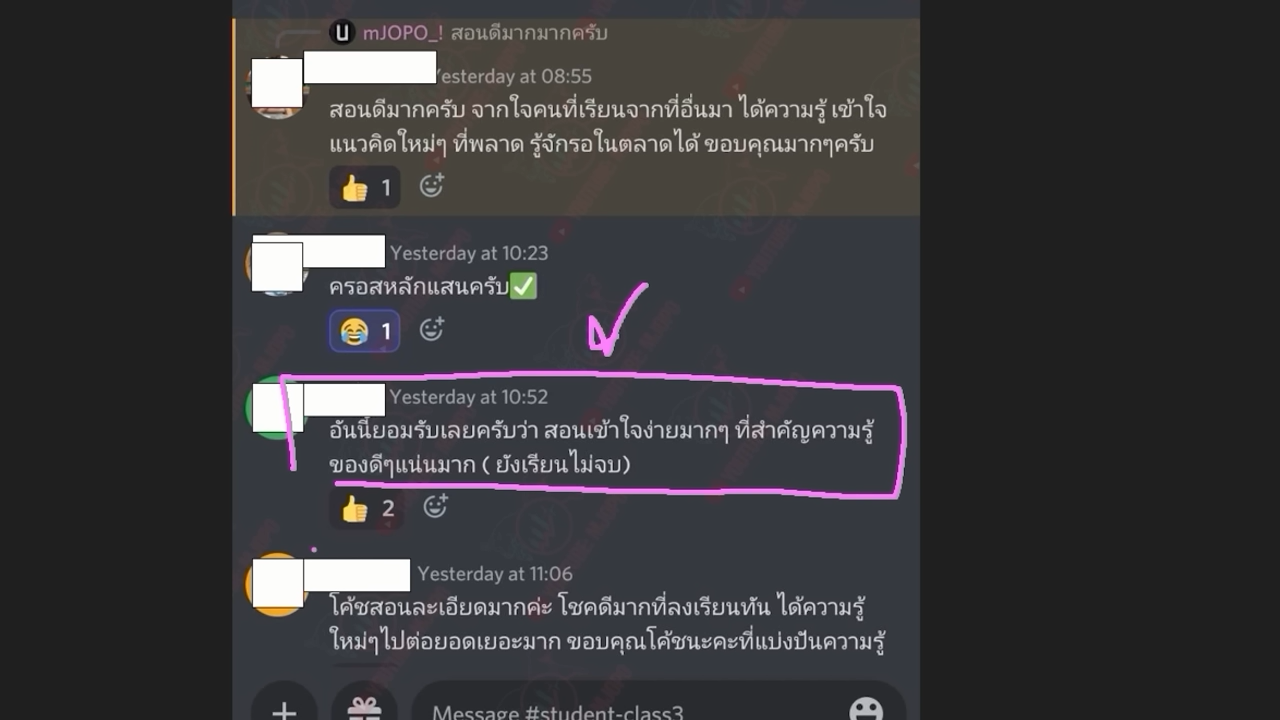 U mJOPO_! สอนดีมากมากครับ
Yesterday at 08:55
สอนดีมากครับ จากใจคนที่เรียนจากที่อื่นมา ได้ความรู้ เข้าใจ
แนวคิดใหม่ๆ ที่พลาด รู้จักรอในตลาดได้ ขอบคุณมากๆครับ
1
Yesterday at 10:23
ครอสหลักแสนครับ✅
1
Yesterday at 10:52
อันนี้ยอมรับเลยครับว่า สอนเข้าใจง่ายมากๆ ที่สำคัญความรู้
ของดีๆแน่นมาก ( ยังเรียนไม่จบ)
2
Yesterday at 11:06
โค้ชสอนละเอียดมากค่ะ โชคดีมากที่ลงเรียนทัน ได้ความรู้
ใหม่ๆไปต่อยอดเยอะมาก ขอบคุณโค้ชนะคะที่แบ่งปันความรู้
Message #student-class3